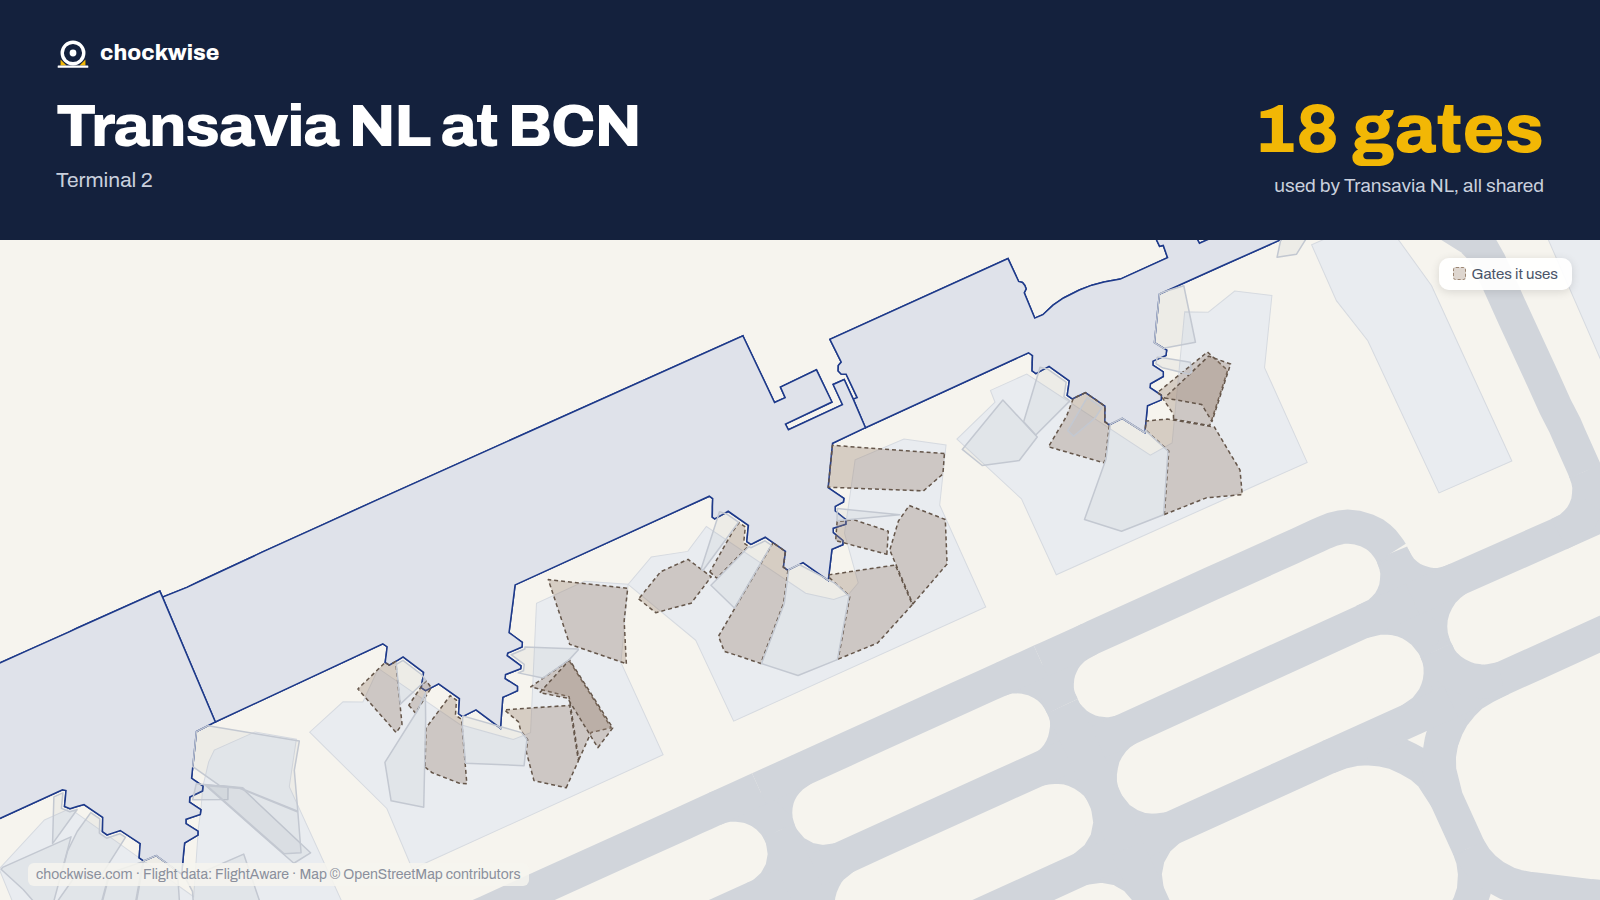 chockwise
Transavia NL at BCN
Terminal 2
18 gates
used by Transavia NL, all shared
Gates it uses
chockwise.com · Flight data: FlightAware · Map © OpenStreetMap contributors